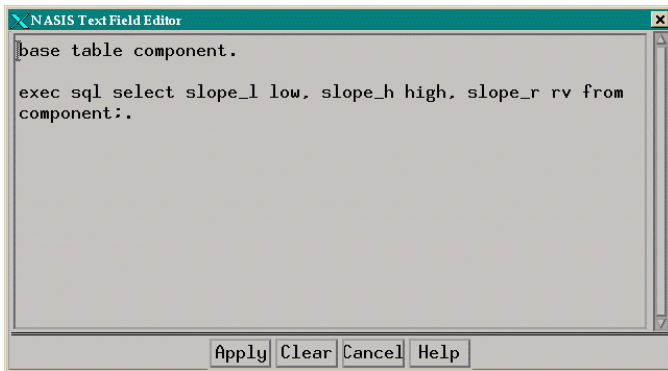 NASIS Text Field Editor
base table component.
exec sql select slope_l low, slope_h high, slope_r rv from
component;.
Apply Clear Cancel Help